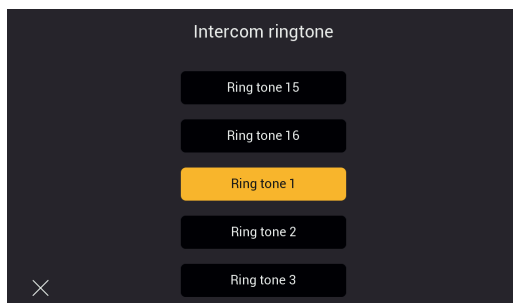 Intercom ringtone
Ring tone 15
Ring tone 16
Ring tone 1
Ring tone 2
Ring tone 3